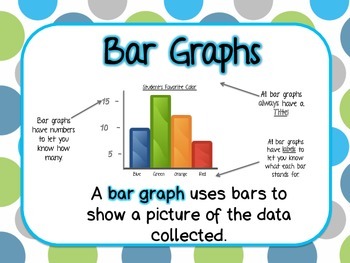 Bar Graphs
Student's Favorite Color
Bar graphs
have numbers
to let you
know how
many.
15
10
5
Blue
Green
Orange
Red
All bar graphs
always have a
Title!
All bar graphs
have labels to
let you know
what each bar
stands for.
A bar graph uses bars to
show a picture of the data
collected.